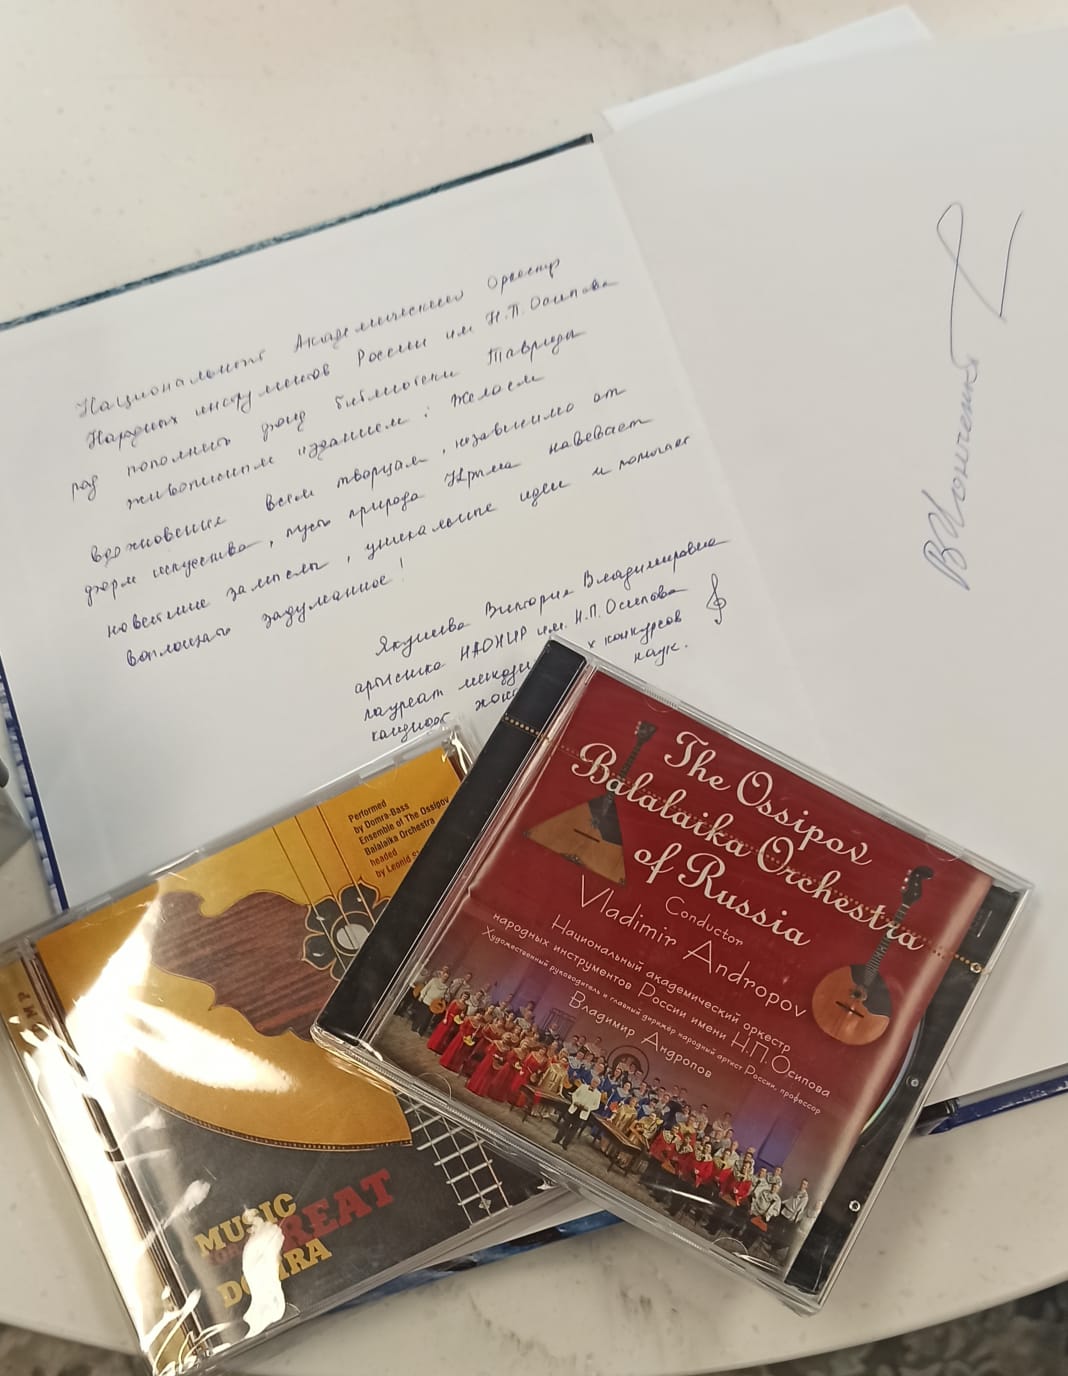 Национальный Академический Оркестр
Народных инструментов России им Н.П. Осипова
рад пополнить фонд библиотеки Таврида
живописным изданием! Желаем
вдохновения всем творцам, независимо от
форм искусства, пусть природа Крыма навевает
новейшие замыслы, уникальные идеи и помогает
воплощать задуманное!
Якушева Виктория Владимировна
артистка НАОНИР им. Н.П. Осипова
лауреат х конкурсов
кандидат наук.
Performed
by Domra-Bass
Ensemble of The Ossipov
Balalaika Orchestra
headed
by Leonid
MUSIC
GREAT
DOMRA
The Ossipov
Balalaika Orchestra
of Russia
Conductor
Vladimir Andropov
Национальный академический оркестр
народных инструментов России имени Н.П.Осипова
Художественный руководитель и главный дирижёр народный артист России, профессор
Владимир Андропов